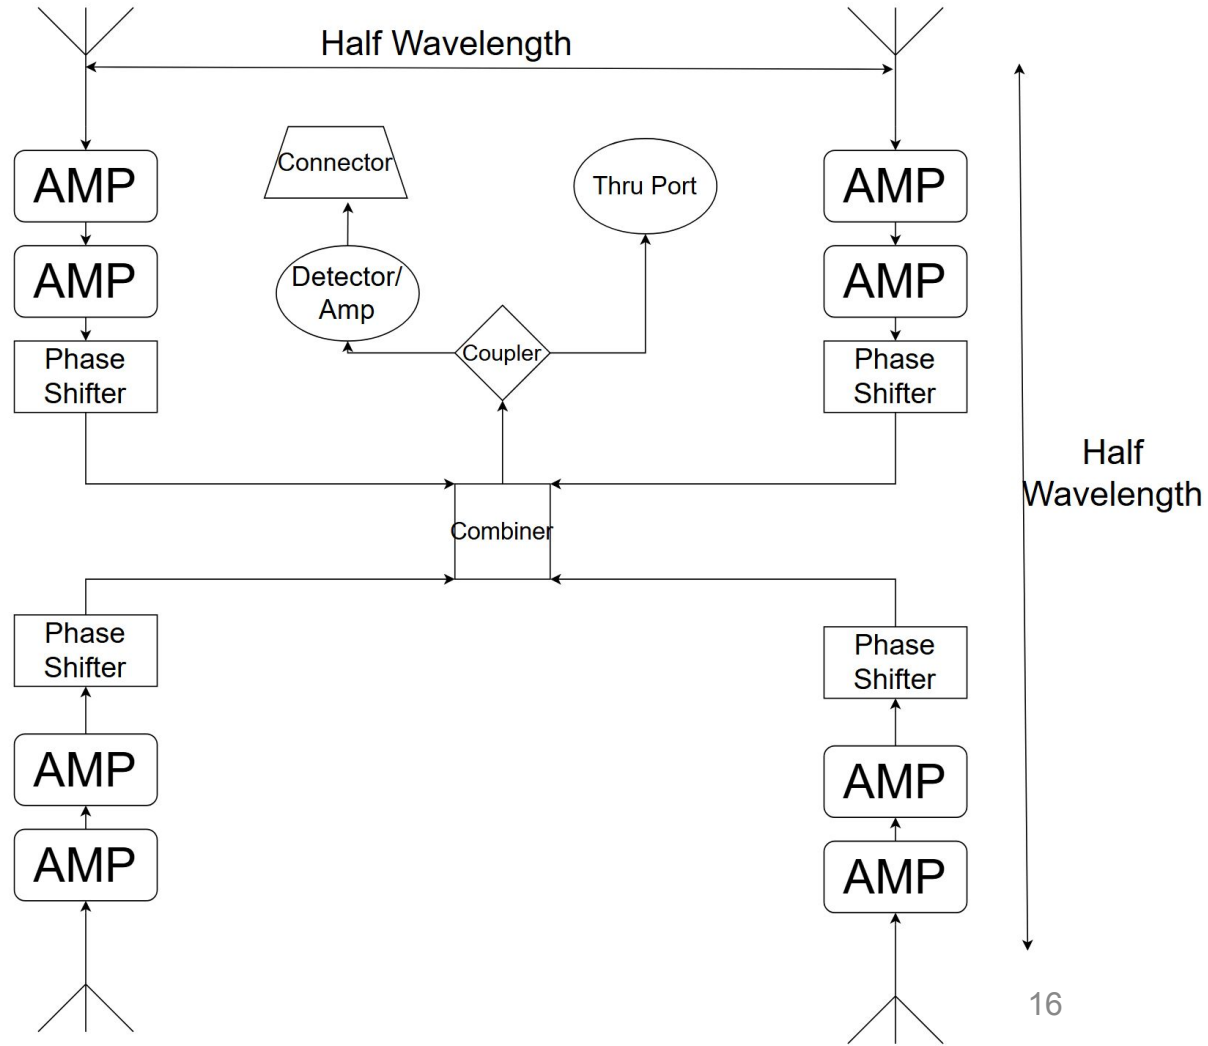 Half Wavelength
AMP
Connector
Thru Port
AMP
AMP
Detector/
Amp
AMP
Phase
Shifter
Coupler
Phase
Shifter
Half
Wavelength
Combiner
Phase
Shifter
Phase
Shifter
AMP
AMP
AMP
AMP
16